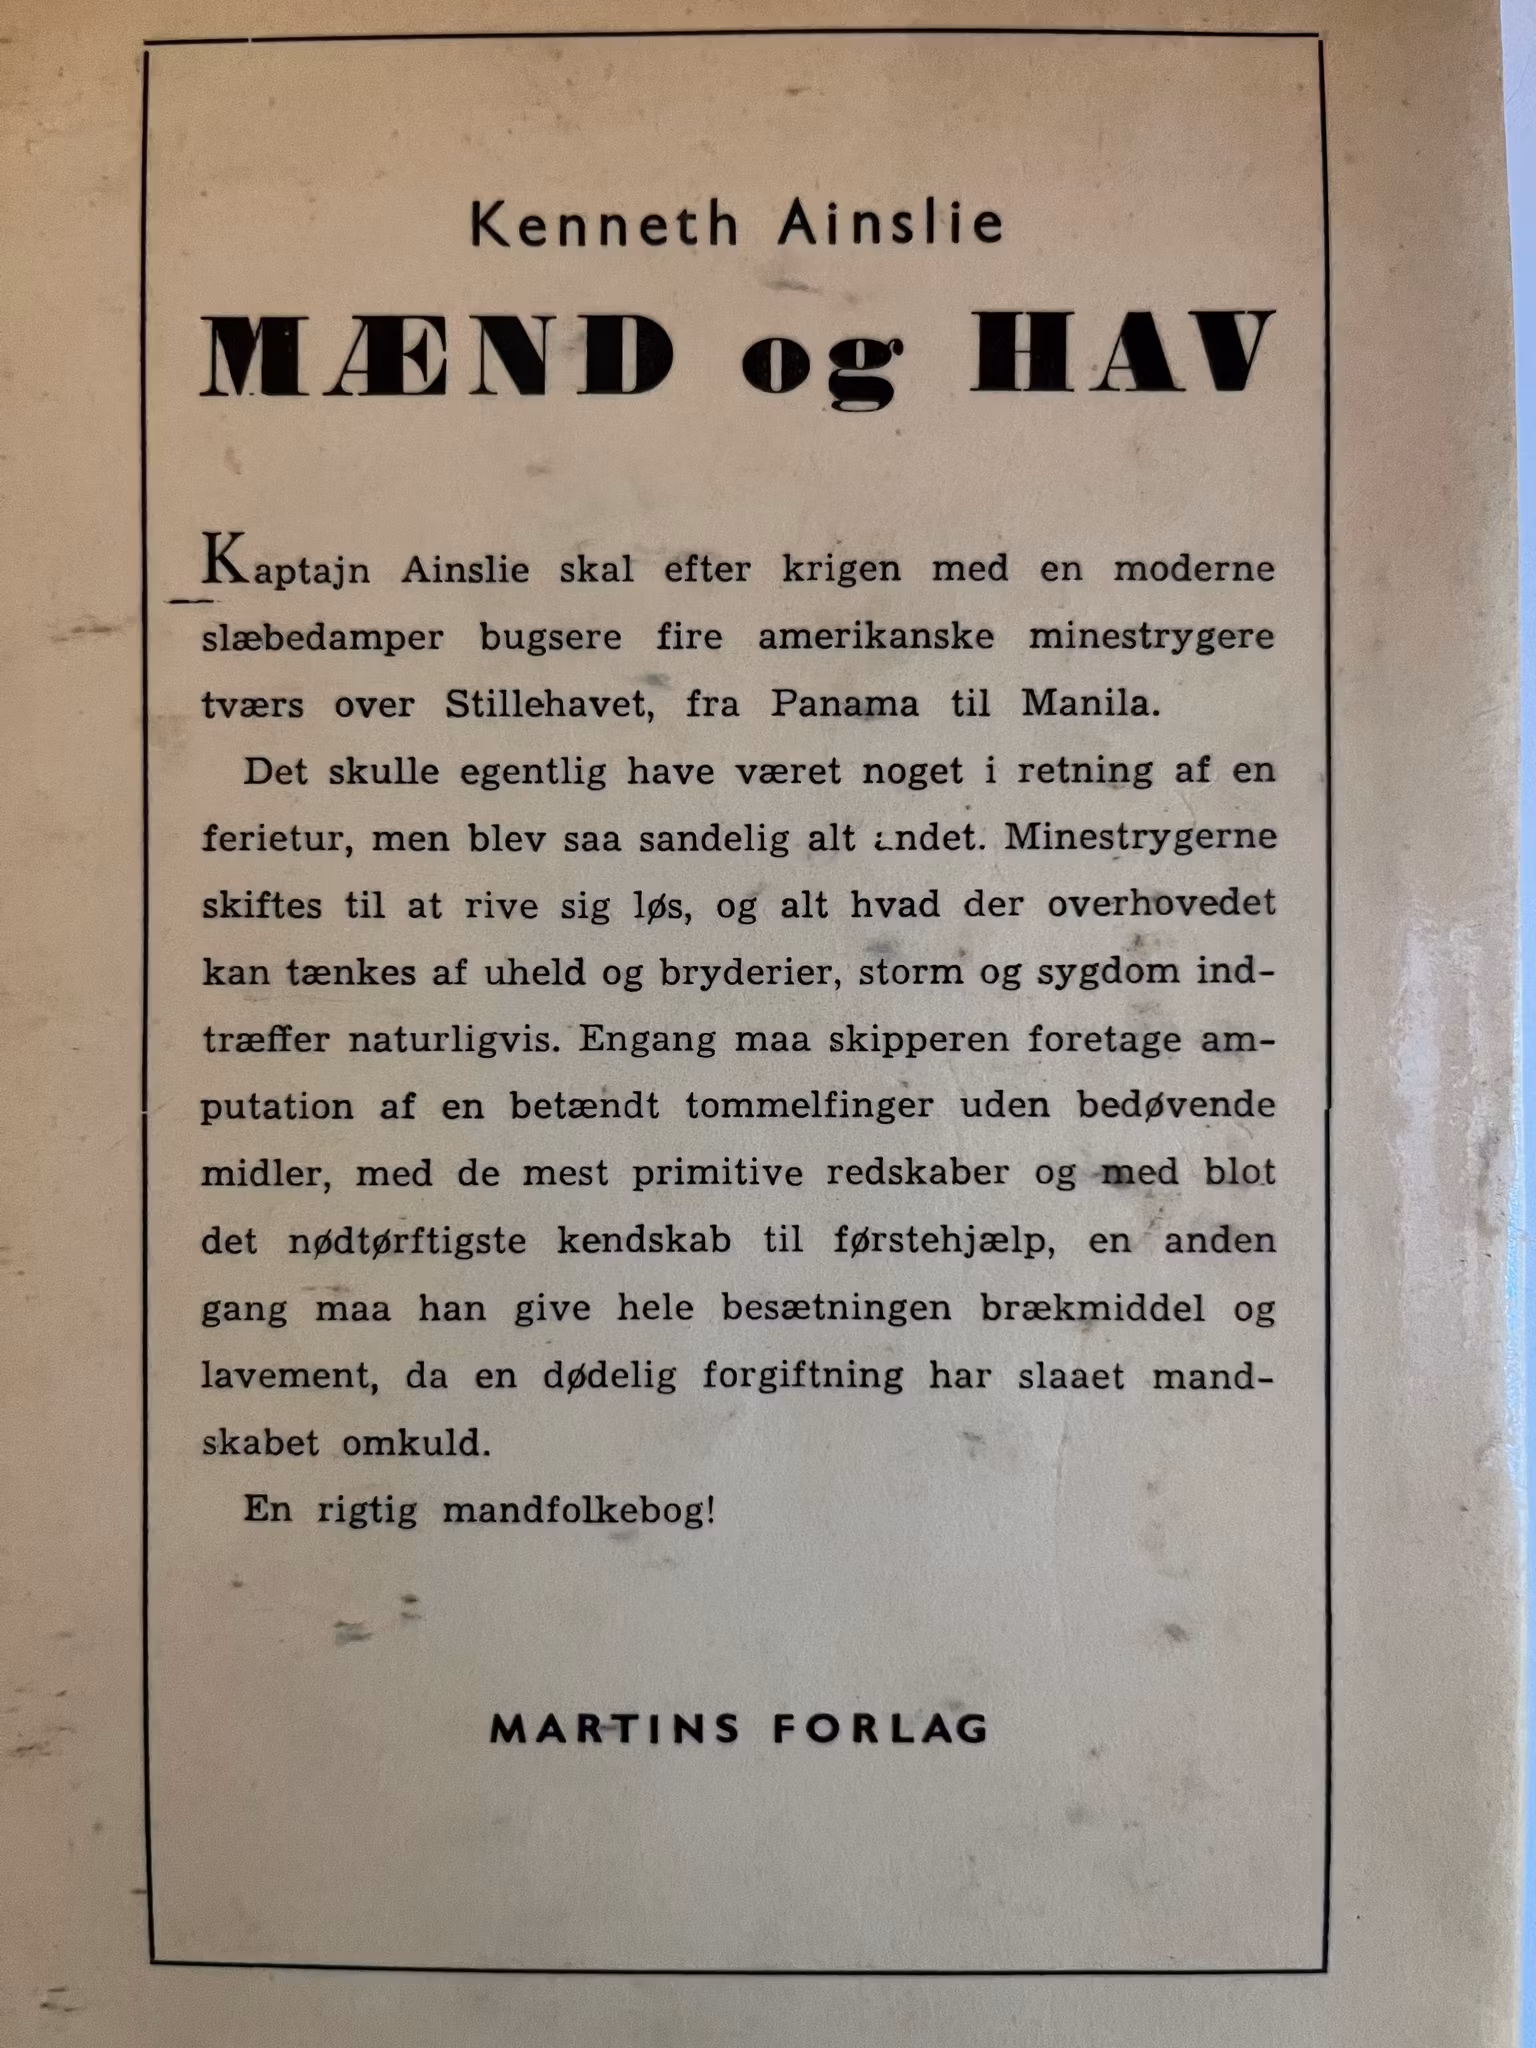 Kenneth Ainslie
MÆND og HAV
Kaptajn Ainslie skal efter krigen med en moderne
slæbedamper bugsere fire amerikanske minestrygere
tværs over Stillehavet, fra Panama til Manila.
Det skulle egentlig have været noget i retning af en
ferietur, men blev saa sandelig alt andet. Minestrygerne
skiftes til at rive sig løs, og alt hvad der overhovedet
kan tænkes af uheld og bryderier, storm og sygdom ind-
træffer naturligvis. Engang maa skipperen foretage am-
putation af en betændt tommelfinger uden bedøvende
midler, med de mest primitive redskaber og med blot
det nødtørftigste kendskab til førstehjælp, en anden
gang maa han give hele besætningen brækmiddel og
lavement, da en dødelig forgiftning har slaaet mand-
skabet omkuld.
En rigtig mandfolkebog!
MARTINS FORLAG